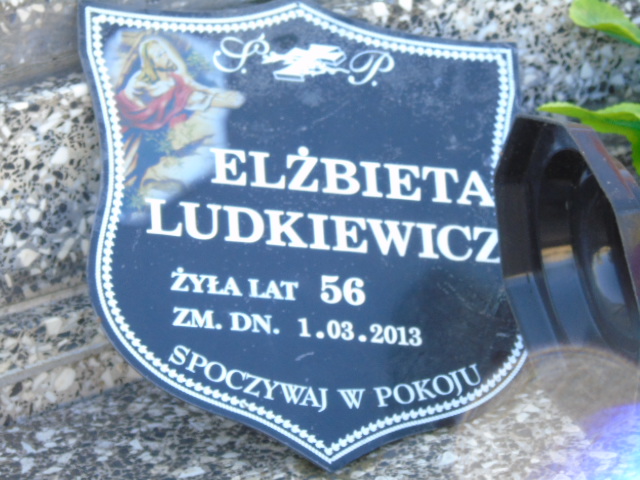 Ś. P.
ELŻBIETA
LUDKIEWICZ
ŻYŁA LAT 56
ZM. DN. 1.03.2013
SPOCZYWAJ W POKOJU